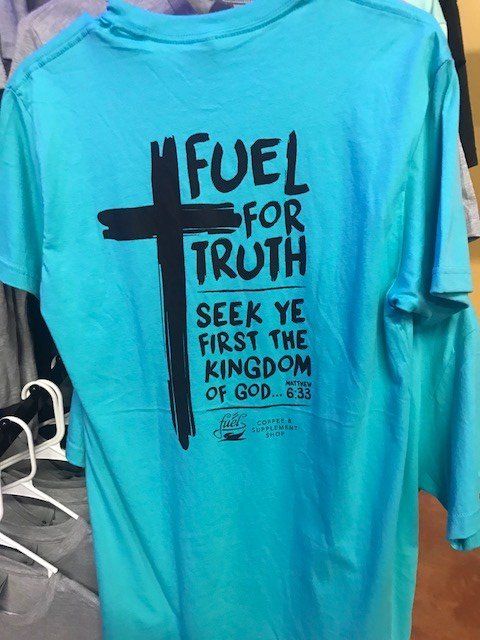 FUEL
FOR
TRUTH
SEEK YE
FIRST THE
KINGDOM
OF GOD... MATTHEW 6:33
fuel
COFFEE &
SUPPLEMENT
SHOP